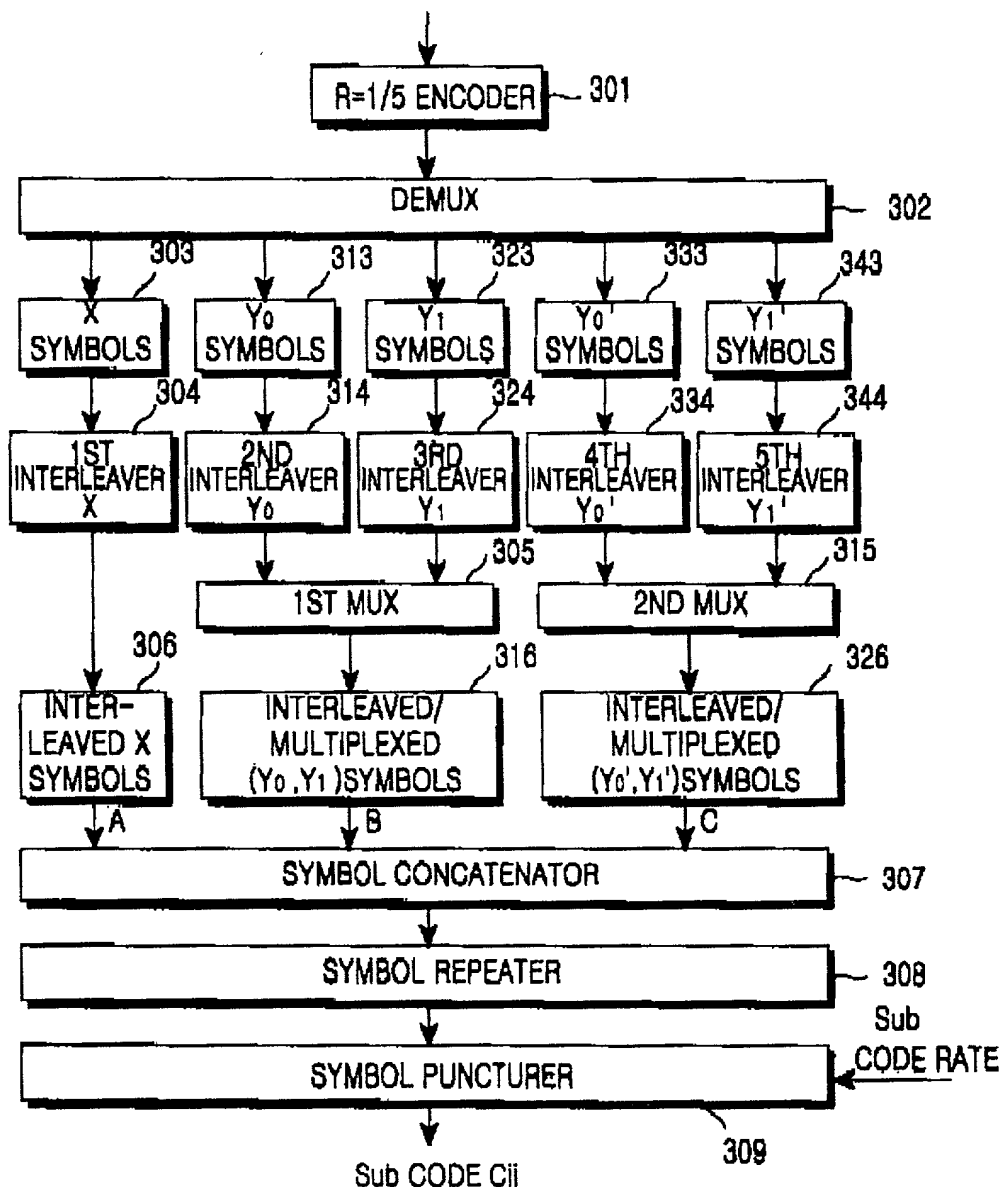 R=1/5 ENCODER
301
DEMUX
302
303
313
323
333
343
X
SYMBOLS
Y0
SYMBOLS
Y1
SYMBOLS
Y0'
SYMBOLS
Y1'
SYMBOLS
304
314
324
334
344
1ST
INTERLEAVER
X
2ND
INTERLEAVER
Y0
3RD
INTERLEAVER
Y1
4TH
INTERLEAVER
Y0'
5TH
INTERLEAVER
Y1'
305
315
1ST MUX
2ND MUX
306
316
326
INTER-
LEAVED X
SYMBOLS
INTERLEAVED/
MULTIPLEXED
(Y0,Y1)SYMBOLS
INTERLEAVED/
MULTIPLEXED
(Y0',Y1')SYMBOLS
A
B
C
SYMBOL CONCATENATOR
307
SYMBOL REPEATER
308
Sub
CODE RATE
SYMBOL PUNCTURER
309
Sub CODE Cij